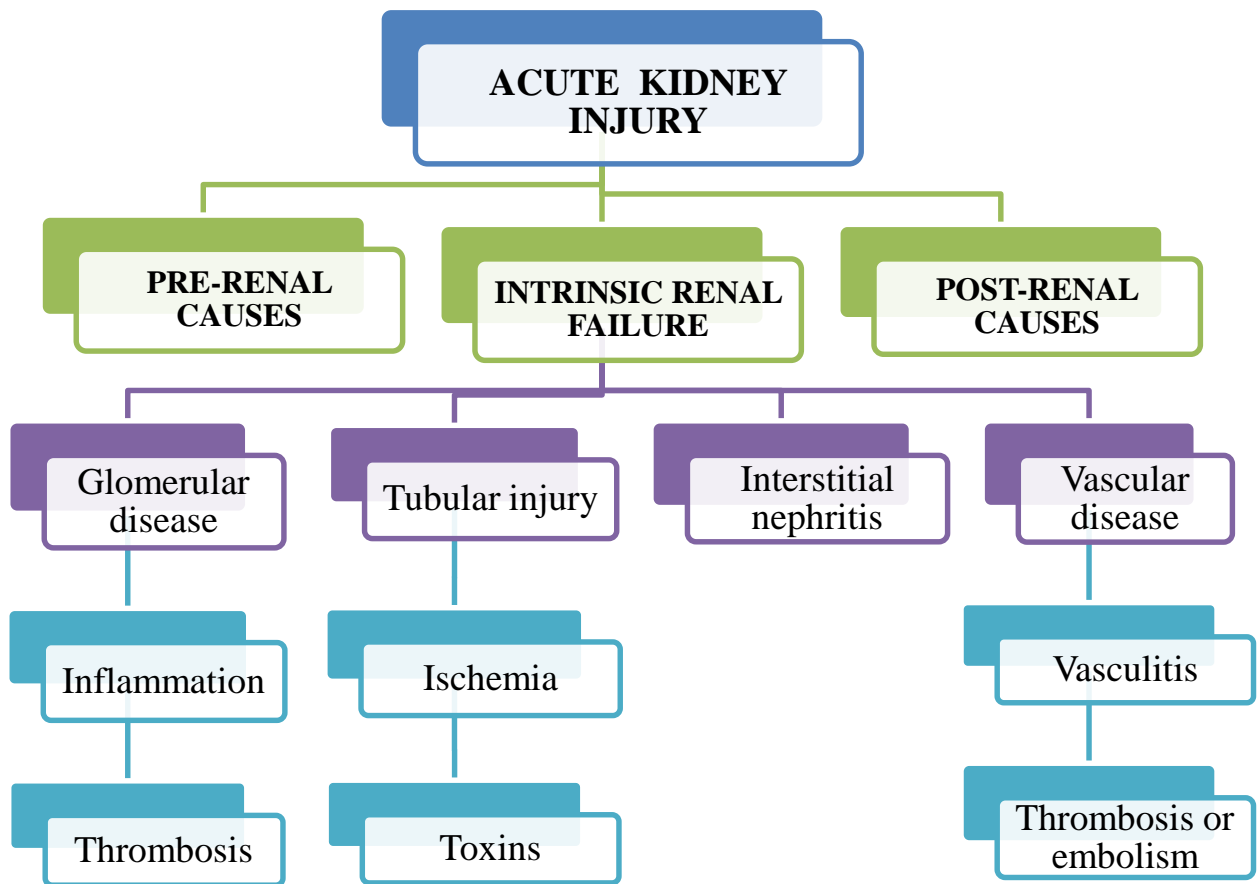 ACUTE KIDNEY
INJURY
PRE-RENAL
CAUSES
INTRINSIC RENAL
FAILURE
POST-RENAL
CAUSES
Glomerular
disease
Tubular injury
Interstitial
nephritis
Vascular
disease
Inflammation
Ischemia
Vasculitis
Thrombosis
Toxins
Thrombosis or
embolism